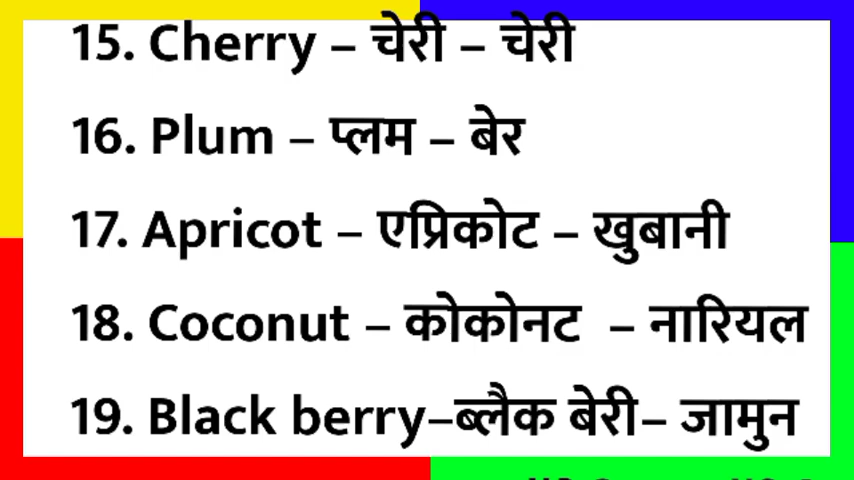 15. Cherry – चेरी – चेरी
16. Plum – प्लम – बेर
17. Apricot – एप्रिकोट – खुबानी
18. Coconut – कोकोनट – नारियल
19. Black berry–ब्लैक बेरी– जामुन